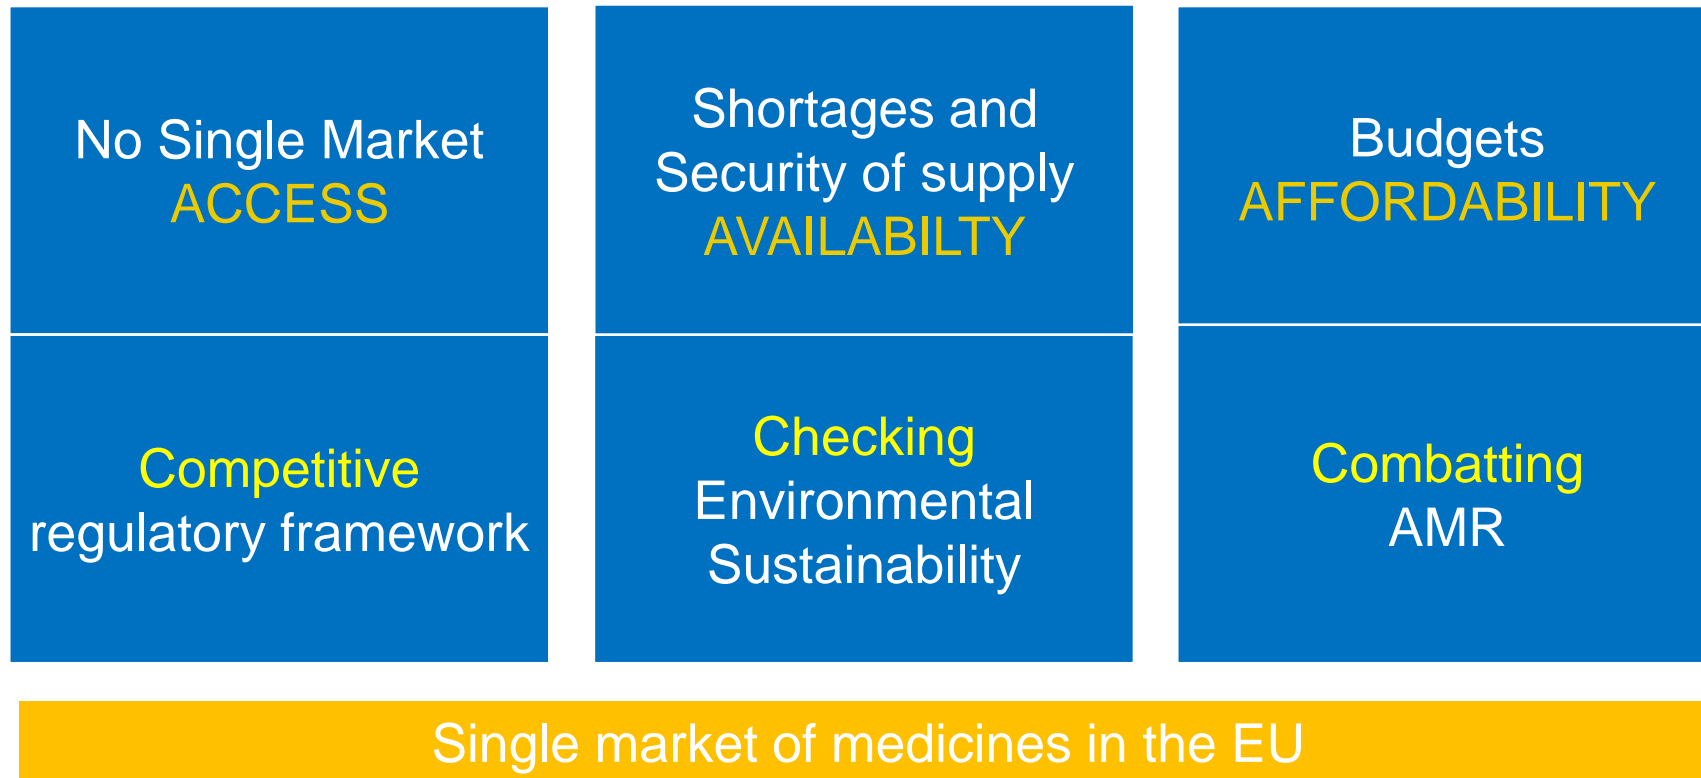 No Single Market
ACCESS
Shortages and
Security of supply
AVAILABILTY
Budgets
AFFORDABILITY
Competitive
regulatory framework
Checking
Environmental
Sustainability
Combatting
AMR
Single market of medicines in the EU